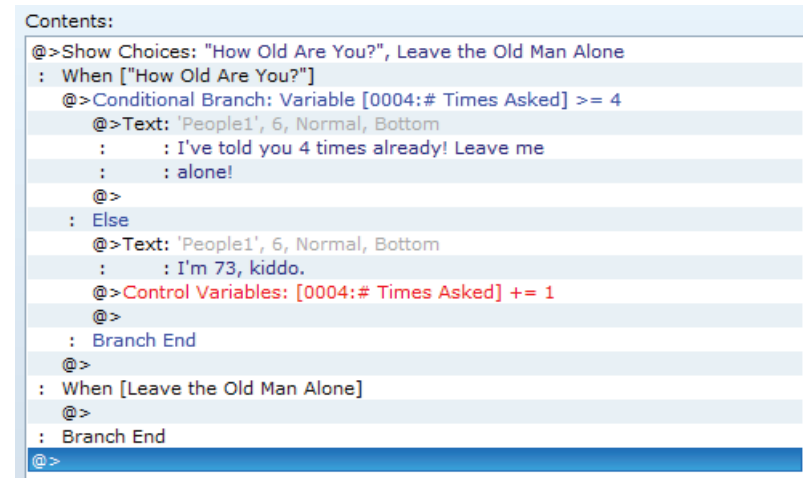 Contents:
@>Show Choices: "How Old Are You?", Leave the Old Man Alone
: When ["How Old Are You?"]
@>Conditional Branch: Variable [0004:# Times Asked] >= 4
@>Text: 'People1', 6, Normal, Bottom
: : I've told you 4 times already! Leave me
: : alone!
@>
: Else
@>Text: 'People1', 6, Normal, Bottom
: : I'm 73, kiddo.
@>Control Variables: [0004:# Times Asked] += 1
@>
: Branch End
@>
: When [Leave the Old Man Alone]
@>
: Branch End
@>